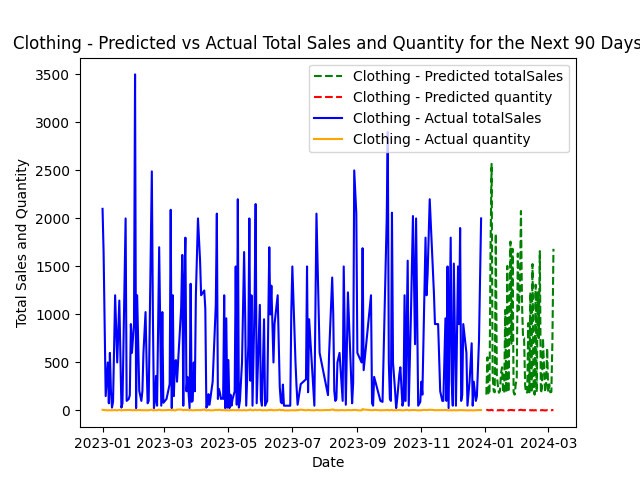 Clothing - Predicted vs Actual Total Sales and Quantity for the Next 90 Days
Clothing - Predicted totalSales
Clothing - Predicted quantity
Clothing - Actual totalSales
Clothing - Actual quantity
Total Sales and Quantity
3500
3000
2500
2000
1500
1000
500
0
2023-01 2023-03 2023-05 2023-07 2023-09 2023-11 2024-01 2024-03
Date